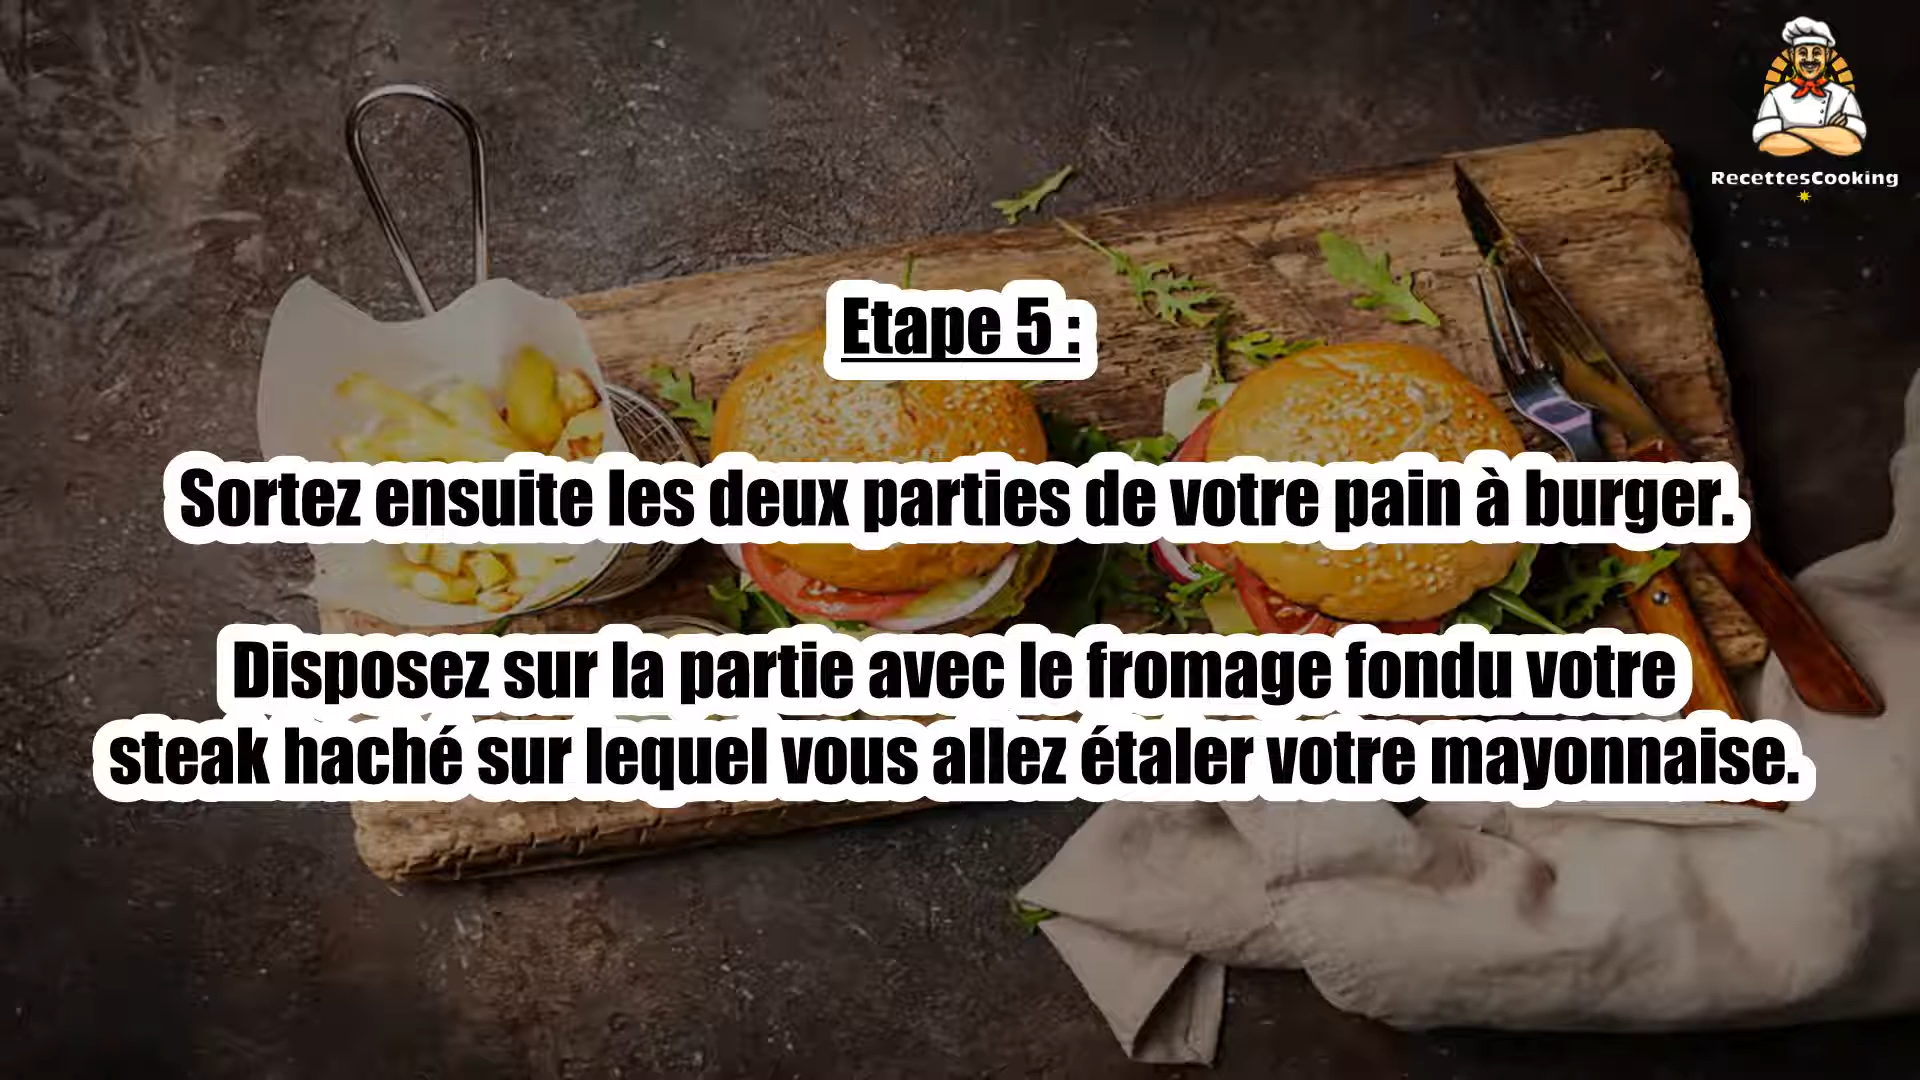 RecettesCooking
Etape 5 :
Sortez ensuite les deux parties de votre pain à burger.
Disposez sur la partie avec le fromage fondu votre
steak haché sur lequel vous allez étaler votre mayonnaise.